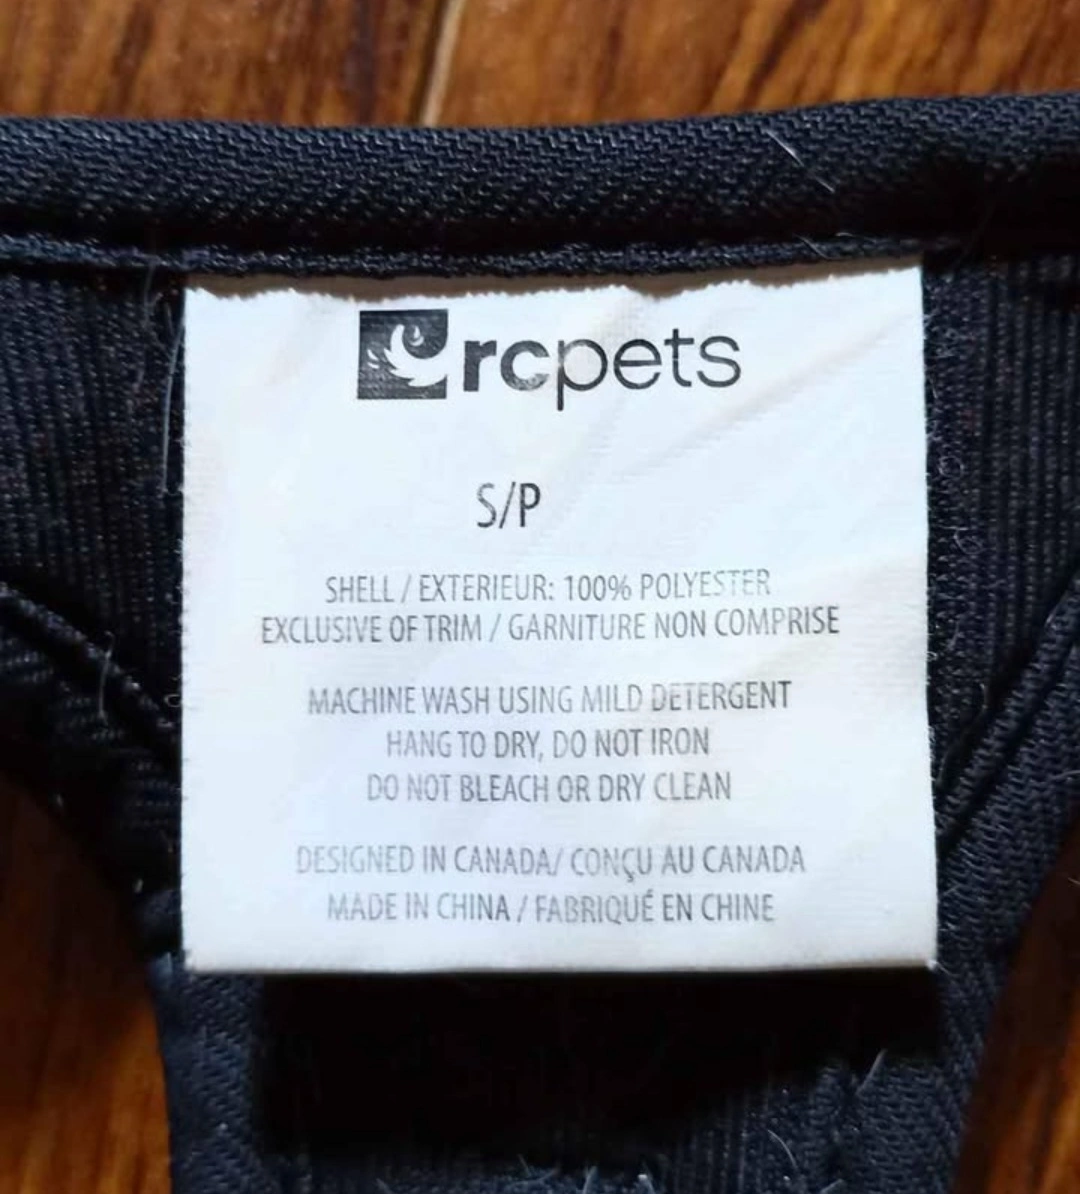 rcpets
S/P
SHELL / EXTERIEUR: 100% POLYESTER
EXCLUSIVE OF TRIM / GARNITURE NON COMPRISE
MACHINE WASH USING MILD DETERGENT
HANG TO DRY, DO NOT IRON
DO NOT BLEACH OR DRY CLEAN
DESIGNED IN CANADA/ CONÇU AU CANADA
MADE IN CHINA / FABRIQUÉ EN CHINE